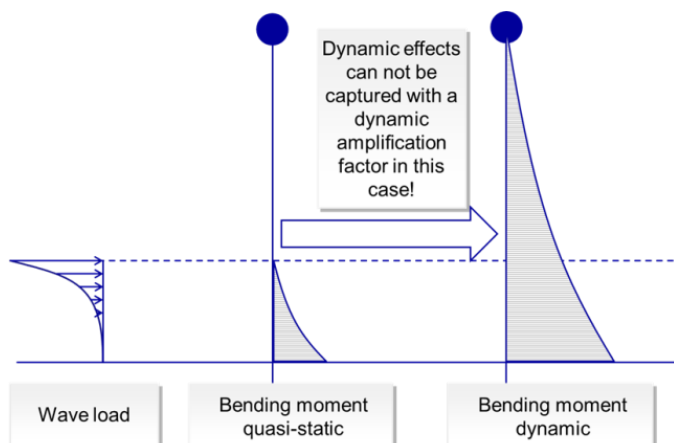 Dynamic effects
can not be
captured with a
dynamic
amplification
factor in this
case!
Wave load
Bending moment
quasi-static
Bending moment
dynamic